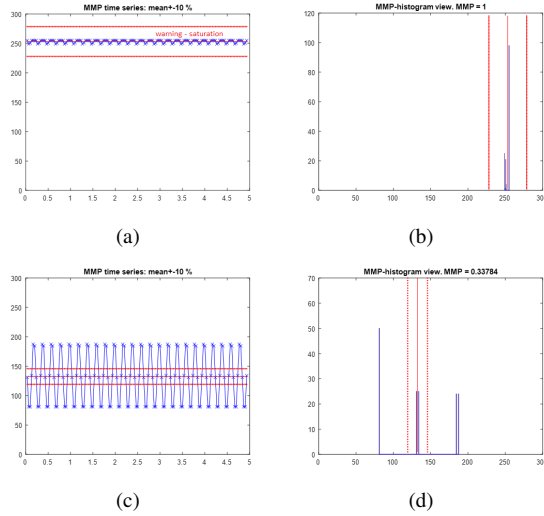 MMP time series: mean+-10 %
300
250
200
150
100
50
0
warning - saturation
0 0.5 1 1.5 2 2.5 3 3.5 4 4.5 5
(a)
MMP-histogram view. MMP = 1
120
100
80
60
40
20
0
0 50 100 150 200 250 30
(b)
MMP time series: mean+-10 %
300
250
200
150
100
50
0
0 0.5 1 1.5 2 2.5 3 3.5 4 4.5 5
(c)
MMP-histogram view. MMP = 0.33784
70
60
50
40
30
20
10
0
0 50 100 150 200 250 30
(d)